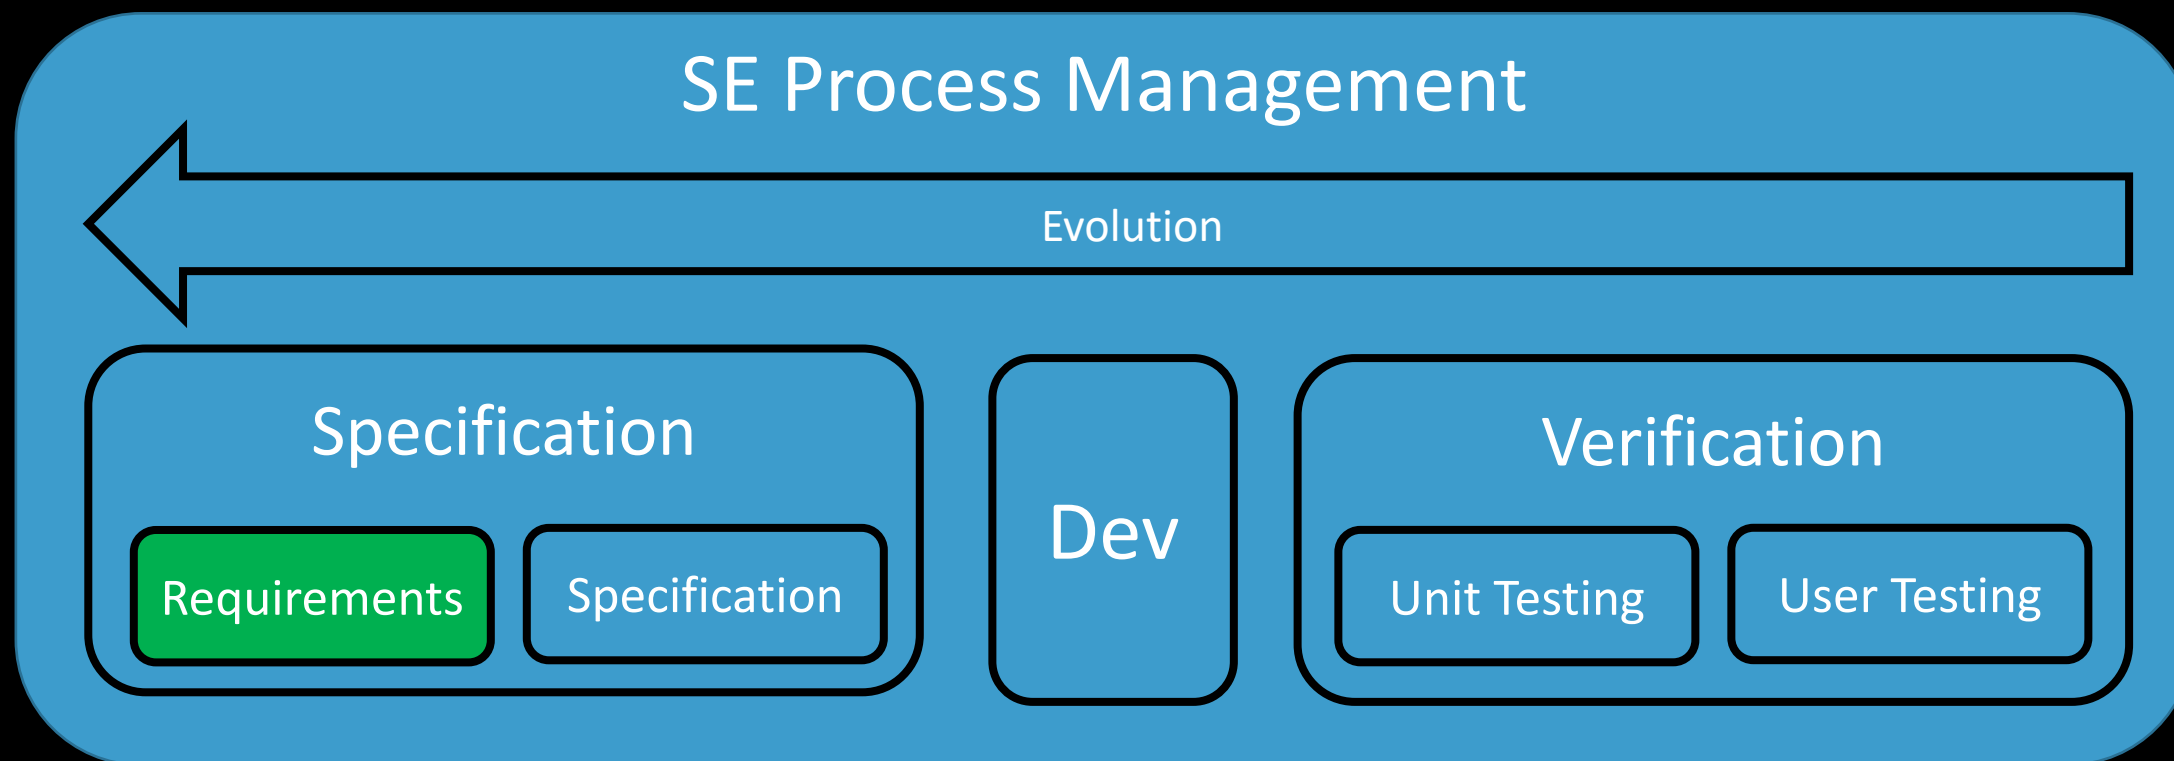 SE Process Management
Evolution
Specification
Requirements
Specification
Dev
Verification
Unit Testing
User Testing